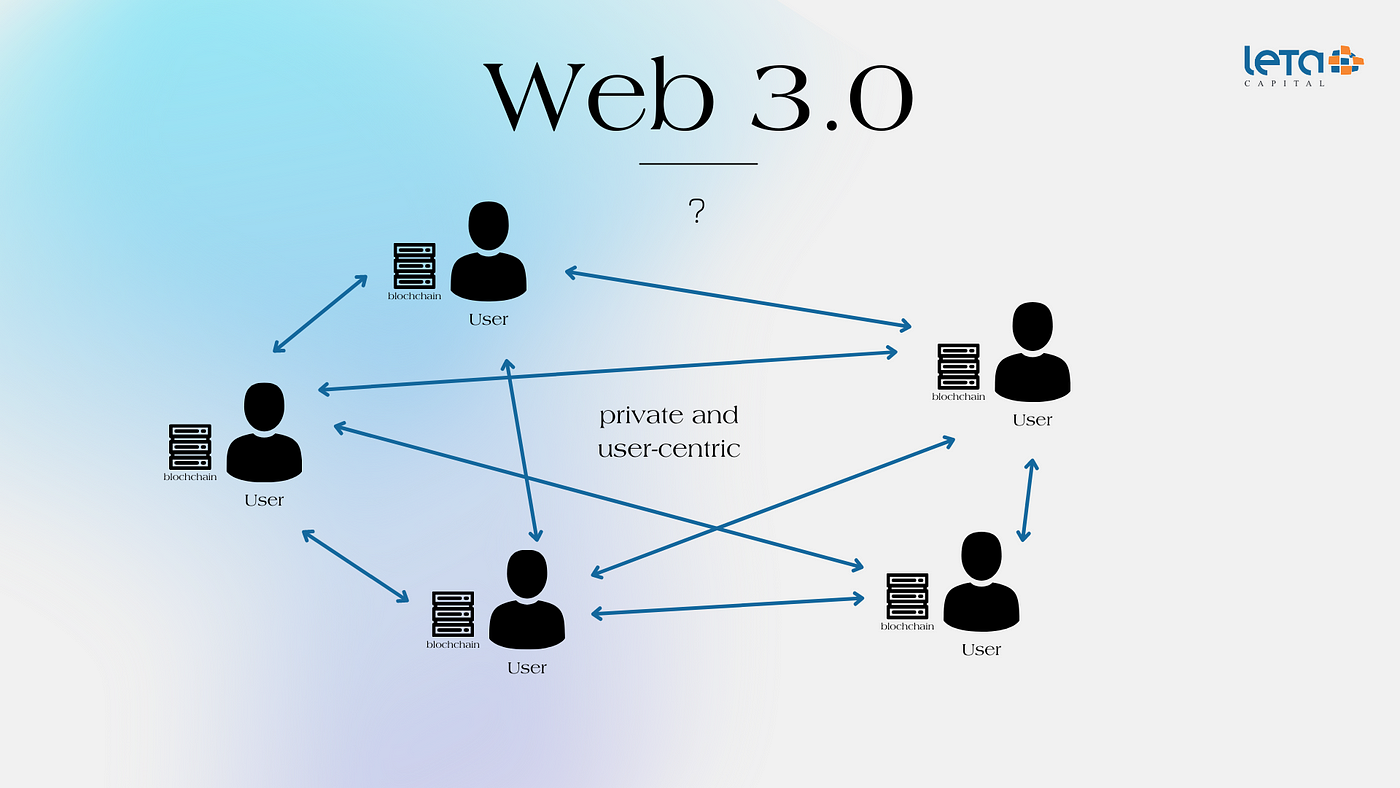 Web 3.0
leta
CAPITAL
?
blochchain
User
blochchain
User
private and
user-centric
blochchain
User
blochchain
User
blochchain
User